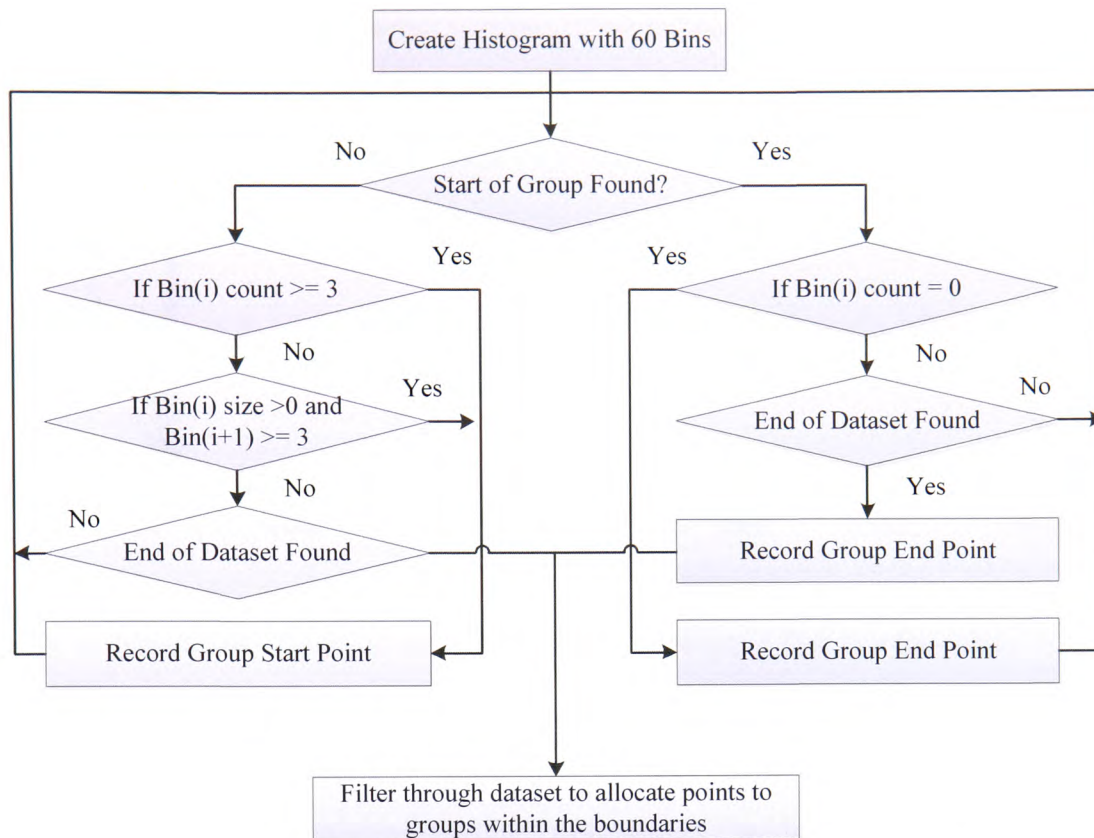 Create Histogram with 60 Bins
No
Yes
Start of Group Found?
Yes
Yes
If Bin(i) count >= 3
If Bin(i) count = 0
No
No
Yes
No
If Bin(i) size >0 and
Bin(i+1) >= 3
End of Dataset Found
No
Yes
No
End of Dataset Found
Record Group End Point
Record Group Start Point
Record Group End Point
Filter through dataset to allocate points to
groups within the boundaries